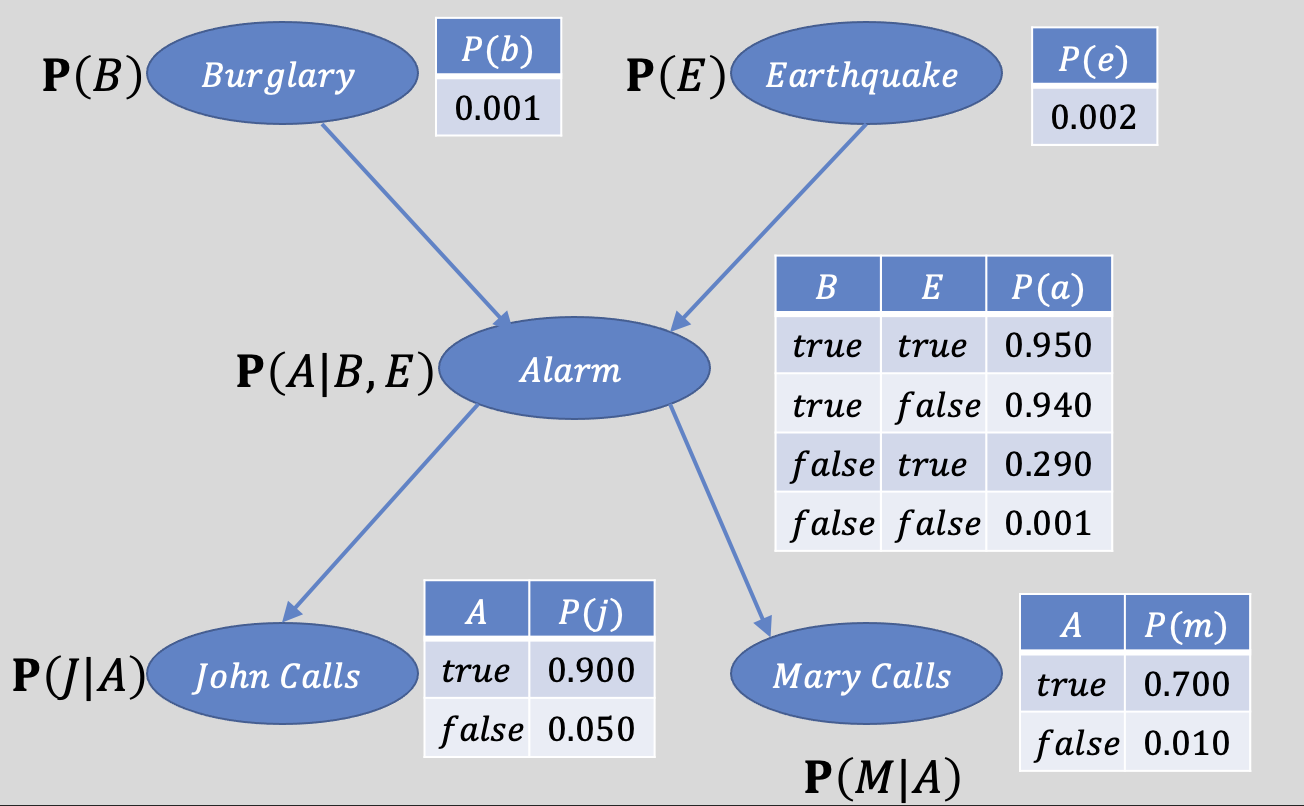 P(B)
Burglary
P(b)
0.001
P(E)
Earthquake
P(e)
0.002
P(A|B, E)
Alarm
B E P(a)
true true 0.950
true false 0.940
false true 0.290
false false 0.001
P(J|A)
John Calls
A P(j)
true 0.900
false 0.050
Mary Calls
A P(m)
true 0.700
false 0.010
P(M|A)